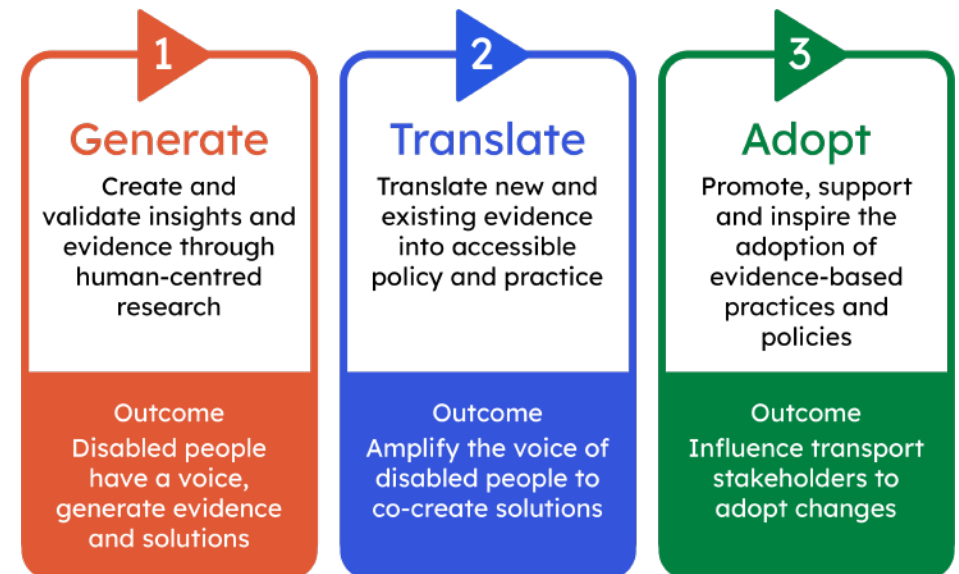 1
Generate
Create and
validate insights and
evidence through
human-centred
research
Outcome
Disabled people
have a voice,
generate evidence
and solutions
2
Translate
Translate new and
existing evidence
into accessible
policy and practice
Outcome
Amplify the voice of
disabled people to
co-create solutions
3
Adopt
Promote, support
and inspire the
adoption of
evidence-based
practices and
policies
Outcome
Influence transport
stakeholders to
adopt changes